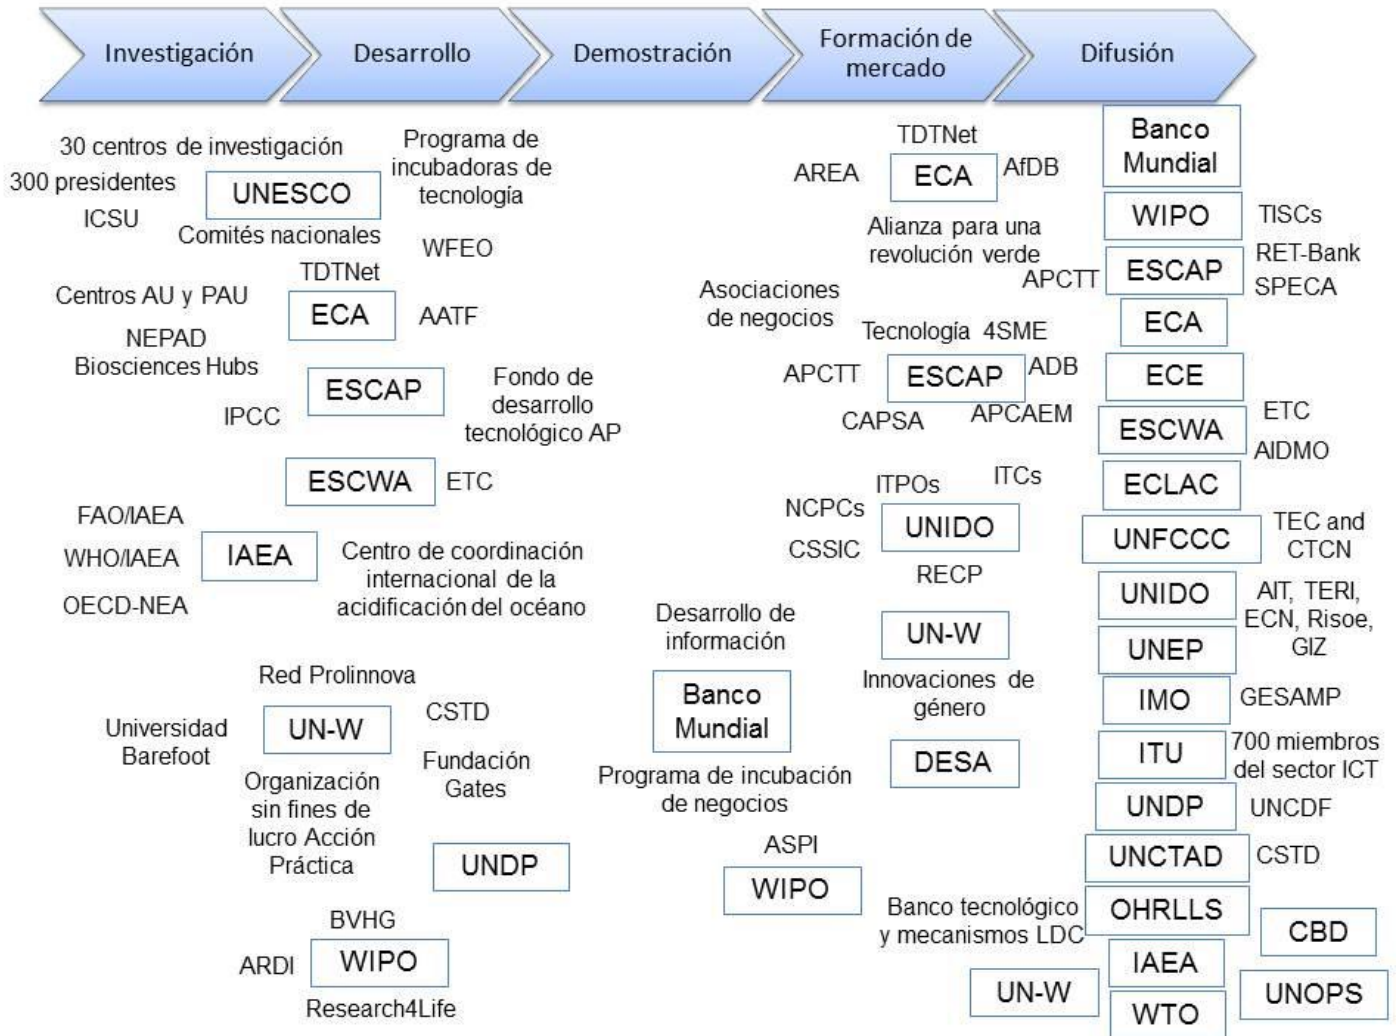 Investigación
Desarrollo
Demostración
Formación de
mercado
Difusión
30 centros de investigación
300 presidentes
ICSU
UNESCO
Comités nacionales
Programa de
incubadoras de
tecnología
WFEO
TDTNet
Centros AU y PAU
ECA
AATF
NEPAD
Biosciences Hubs
ESCAP
IPCC
Fondo de
desarrollo
tecnológico AP
ESCWA
ETC
FAO/IAEA
WHO/IAEA
OECD-NEA
IAEA
Centro de coordinación
internacional de la
acidificación del océano
Red Prolinnova
Universidad
Barefoot
UN-W
CSTD
Organización
sin fines de
lucro Acción
Práctica
Fundación
Gates
UNDP
BVHG
ARDI
WIPO
Research4Life
Desarrollo de
información
Banco
Mundial
Programa de incubación
de negocios
ASPI
WIPO
TDTNet
AREA
ECA
AfDB
Alianza para una
revolución verde
Asociaciones
de negocios
Tecnología 4SME
APCTT
ESCAP
ADB
CAPSA
APCAEM
ITPOs
ITCs
NCPCs
UNIDO
CSSIC
RECP
UN-W
Innovaciones de
género
DESA
Banco
Mundial
WIPO
TISCs
APCTT
ESCAP
RET-Bank
SPECA
ECA
ECE
ESCWA
ETC
AIDMO
ECLAC
UNFCCC
TEC and
CTCN
UNIDO
AIT, TERI,
ECN, Risoe,
GIZ
UNEP
IMO
GESAMP
ITU
700 miembros
del sector ICT
UNDP
UNCDF
UNCTAD
CSTD
Banco tecnológico
y mecanismos LDC
OHRLLS
CBD
IAEA
UN-W
UNOPS
WTO